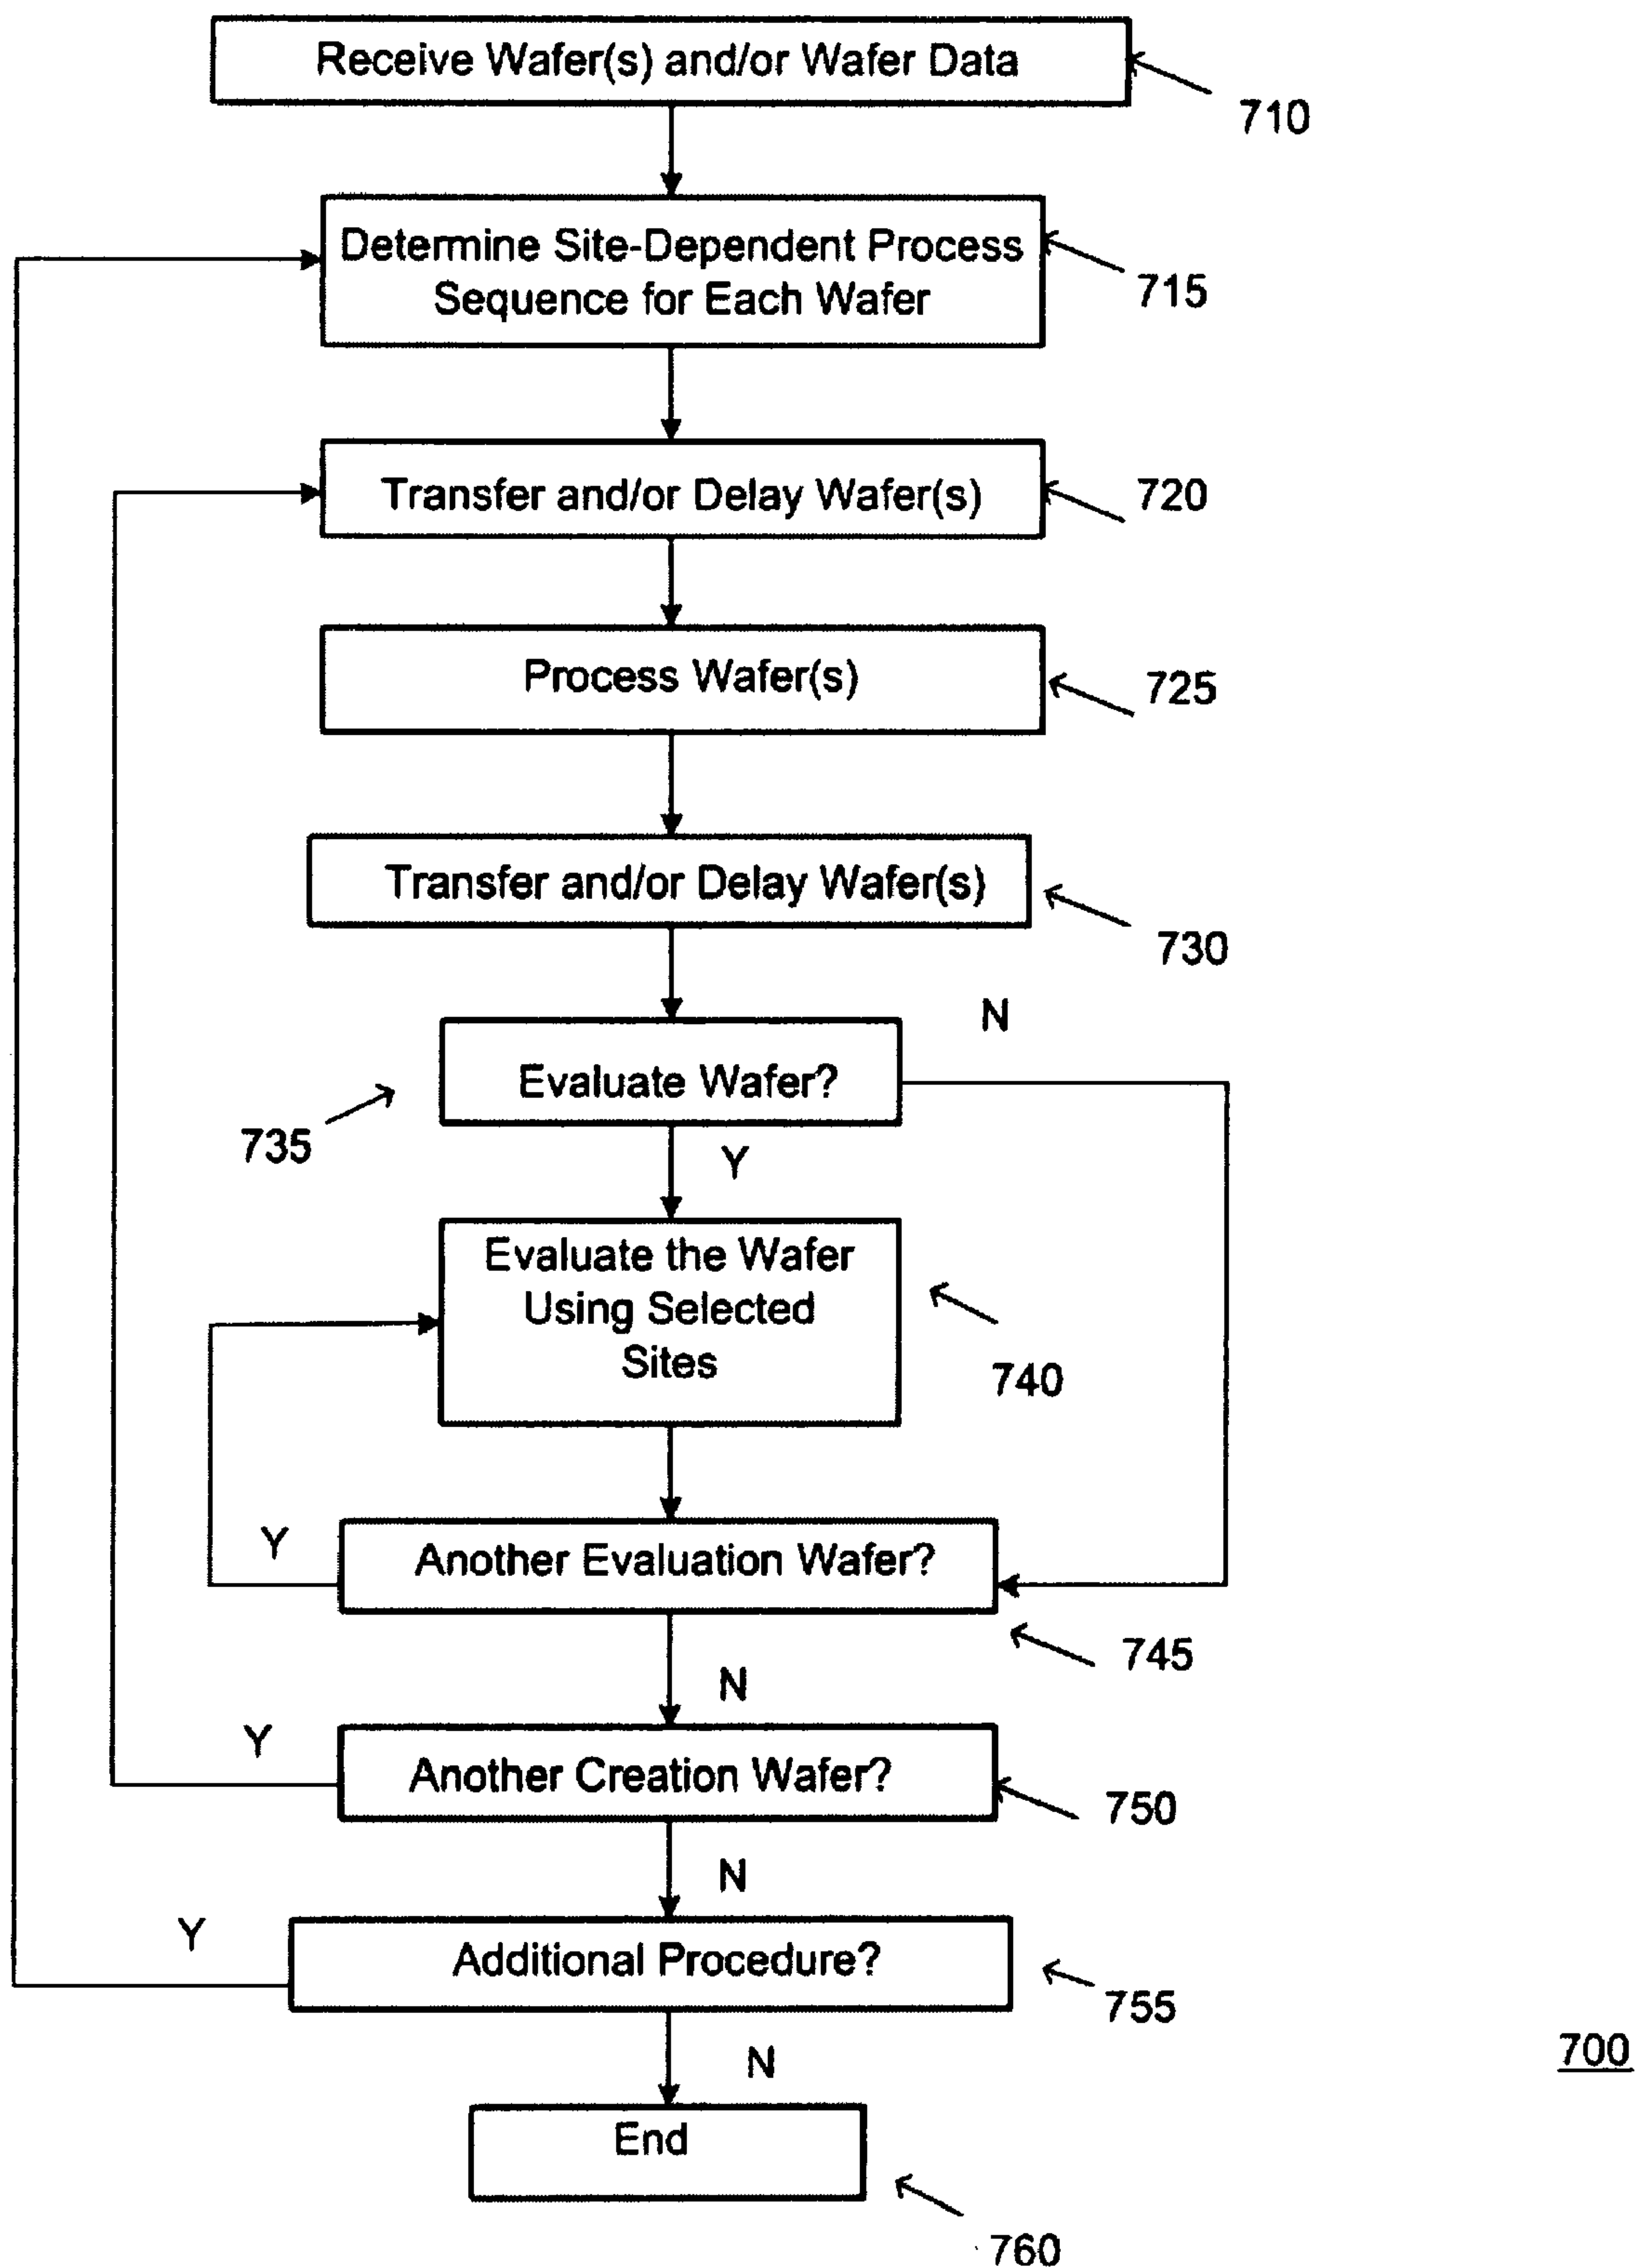 Receive Wafer(s) and/or Wafer Data
710
Determine Site-Dependent Process
Sequence for Each Wafer
715
Transfer and/or Delay Wafer(s)
720
Process Wafer(s)
725
Transfer and/or Delay Wafer(s)
730
N
Evaluate Wafer?
735
Y
Evaluate the Wafer
Using Selected
Sites
740
Y
Another Evaluation Wafer?
745
N
Y
Another Creation Wafer?
750
N
Y
Additional Procedure?
755
N
700
End
760